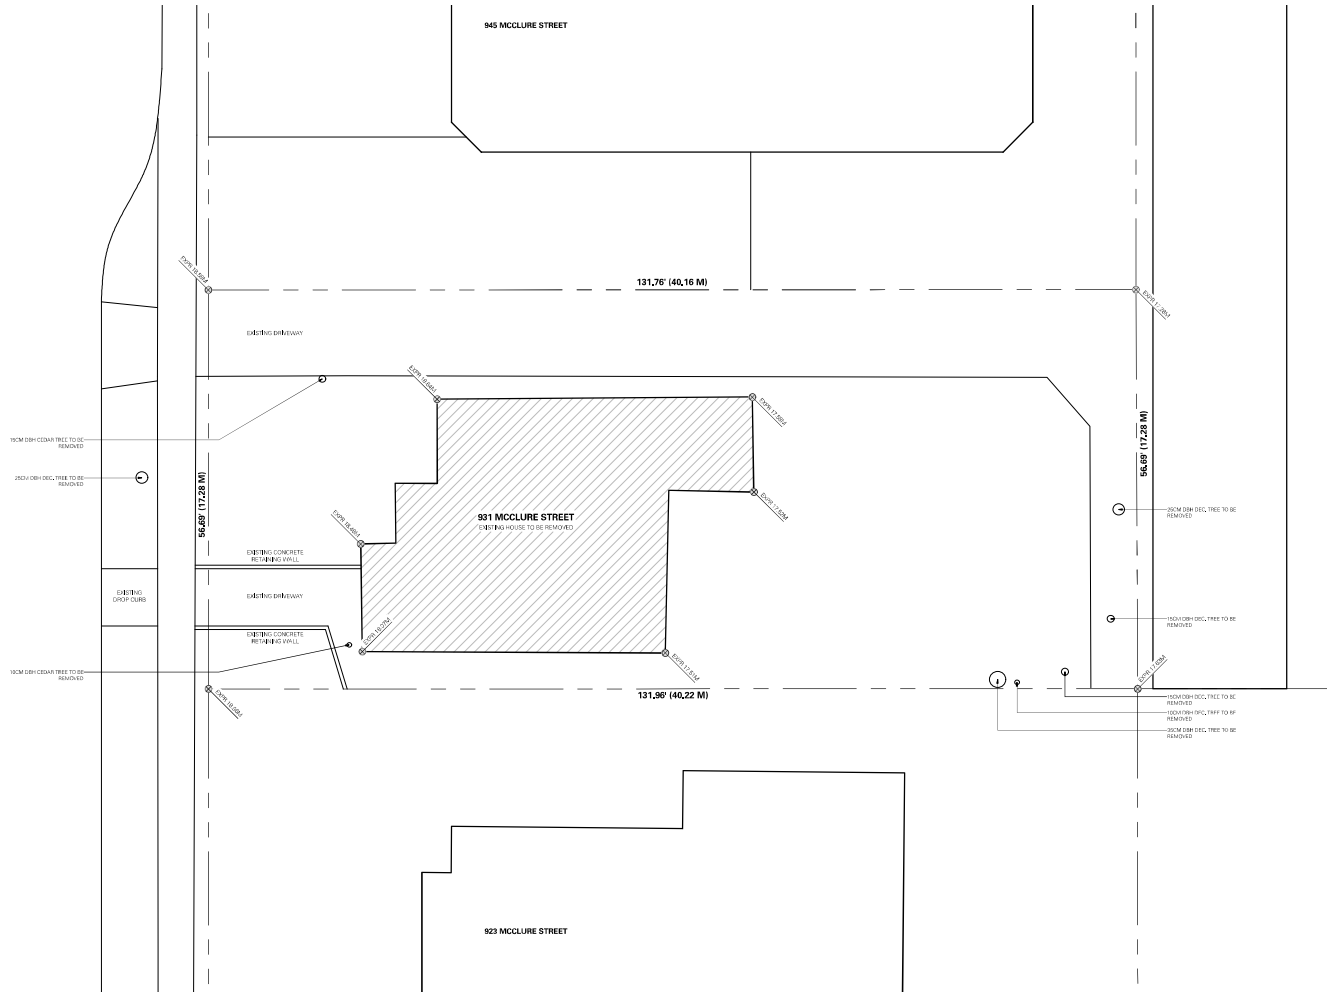 945 MCCLURE STREET
131.76' (40.16 M)
EXISTING DRIVEWAY
15CM DBH CEDAR TREE TO BE
REMOVED
25CM DBH DEC. TREE TO BE
REMOVED
56.69' (17.28 M)
56.69' (17.28 M)
931 MCCLURE STREET
EXISTING HOUSE TO BE REMOVED
25CM DBH DEC. TREE TO BE
REMOVED
EXISTING CONCRETE
RETAINING WALL
EXISTING
DROP CURB
EXISTING DRIVEWAY
15CM DBH DEC. TREE TO BE
REMOVED
EXISTING CONCRETE
RETAINING WALL
10CM DBH CEDAR TREE TO BE
REMOVED
131.96' (40.22 M)
15CM DBH DEC. TREE TO BE
REMOVED
10CM DBH DEC. TREE TO BE
REMOVED
35CM DBH DEC. TREE TO BE
REMOVED
EXPR 17.51M
923 MCCLURE STREET